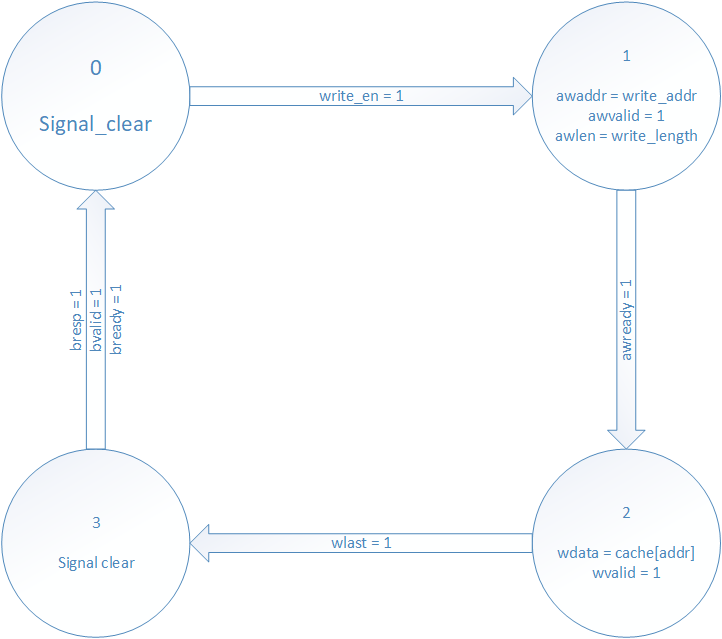 0
Signal_clear
write_en = 1
1
awaddr = write_addr
awvalid = 1
awlen = write_length
awready = 1
2
wdata = cache[addr]
wvalid = 1
wlast = 1
3
Signal clear
bresp = 1
bvalid = 1
bready = 1